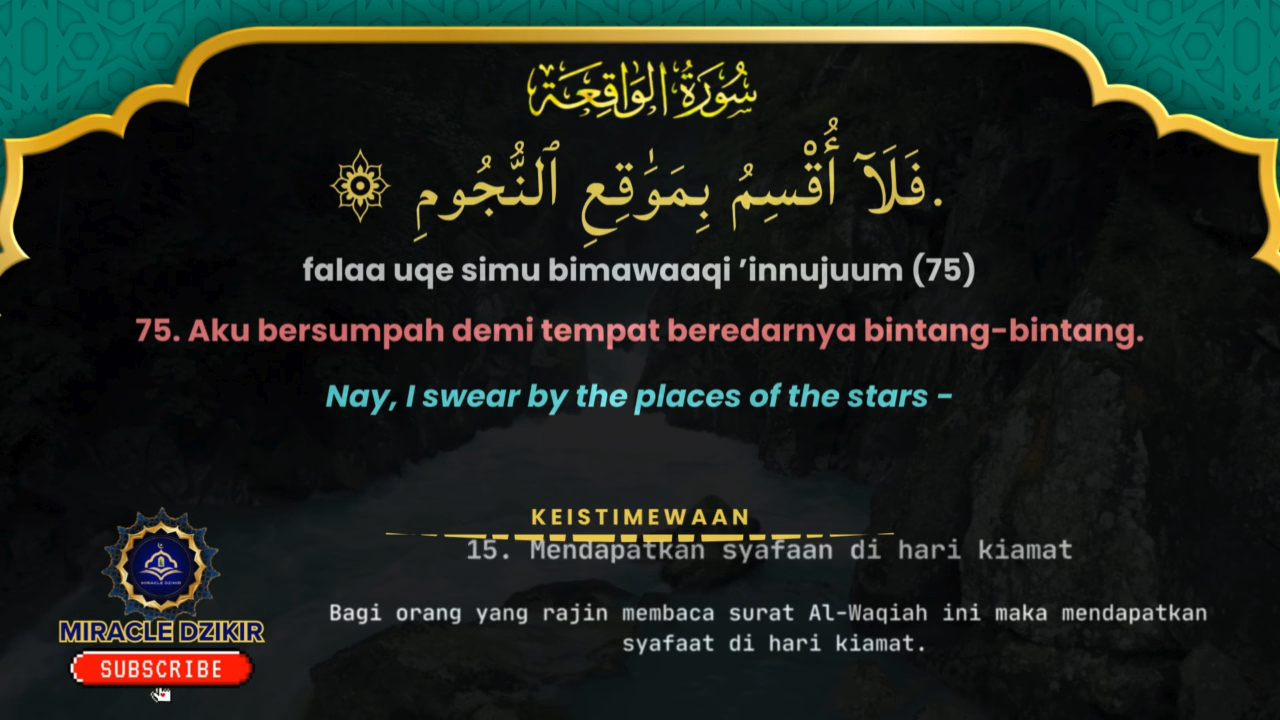 سُورَةُ الوَاقِعَة
فَلَآ أُقْسِمُ بِمَوَٰقِعِ ٱلنُّجُومِ.
falaa uqe simu bimawaaqi ’innujuum (75)
75. Aku bersumpah demi tempat beredarnya bintang-bintang.
Nay, I swear by the places of the stars -
KEISTIMEWAAN
15. Mendapatkan syafaan di hari kiamat
Bagi orang yang rajin membaca surat Al-Waqiah ini maka mendapatkan
syafaat di hari kiamat.
MIRACLE DZIKIR
MIRACLE DZIKIR
SUBSCRIBE